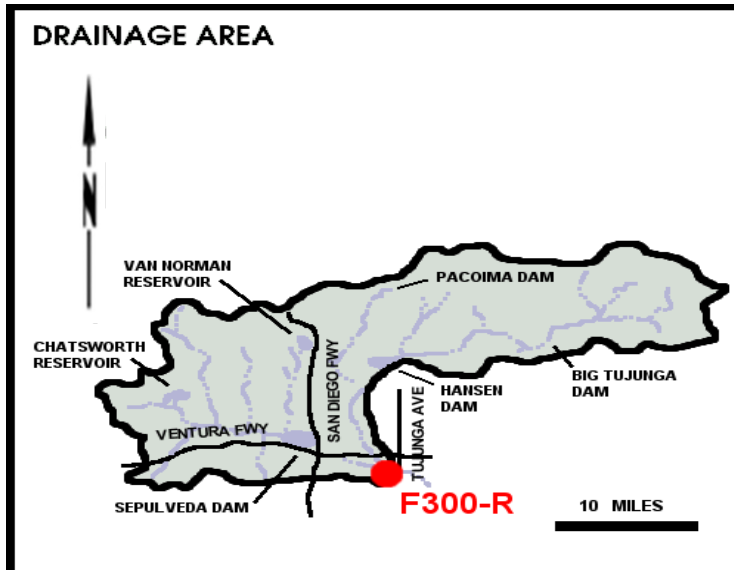 DRAINAGE AREA
N
VAN NORMAN
RESERVOIR
PACOIMA DAM
CHATSWORTH
RESERVOIR
SAN DIEGO FWY
HANSEN
DAM
BIG TUJUNGA
DAM
TUJUNGA AVE
VENTURA FWY
SEPULVEDA DAM
F300-R
10 MILES